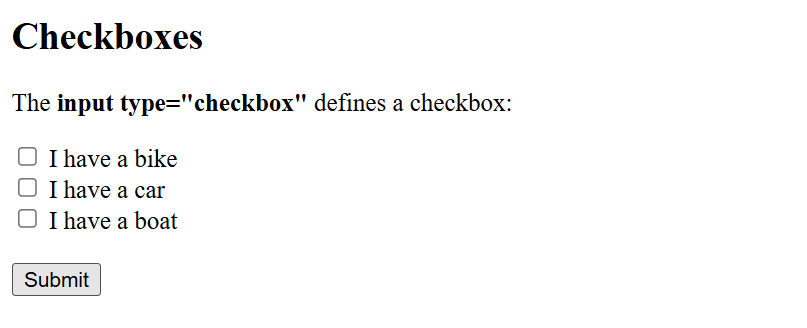 Checkboxes
The input type="checkbox" defines a checkbox:
I have a bike
I have a car
I have a boat
Submit